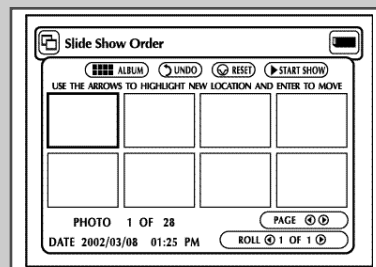 Slide Show Order
ALBUM UNDO RESET START SHOW
USE THE ARROWS TO HIGHLIGHT NEW LOCATION AND ENTER TO MOVE
PHOTO 1 OF 28 PAGE
DATE 2002/03/08 01:25 PM ROLL 1 OF 1